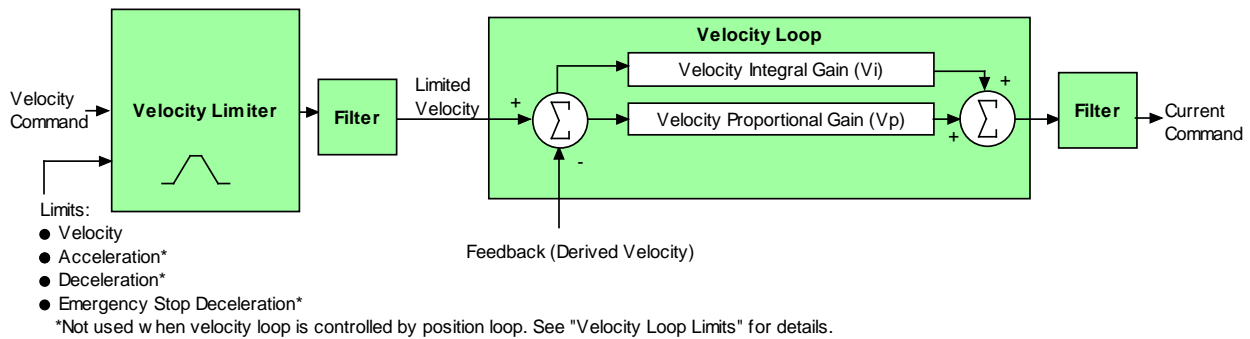 Velocity Loop
Velocity Integral Gain (Vi)
+
Velocity
Command
Velocity Limiter
Filter
Limited
Velocity
+
∑
Velocity Proportional Gain (Vp)
∑
+
Filter
Current
Command
-
Limits:
● Velocity
● Acceleration*
● Deceleration*
● Emergency Stop Deceleration*
Feedback (Derived Velocity)
*Not used when velocity loop is controlled by position loop. See "Velocity Loop Limits" for details.